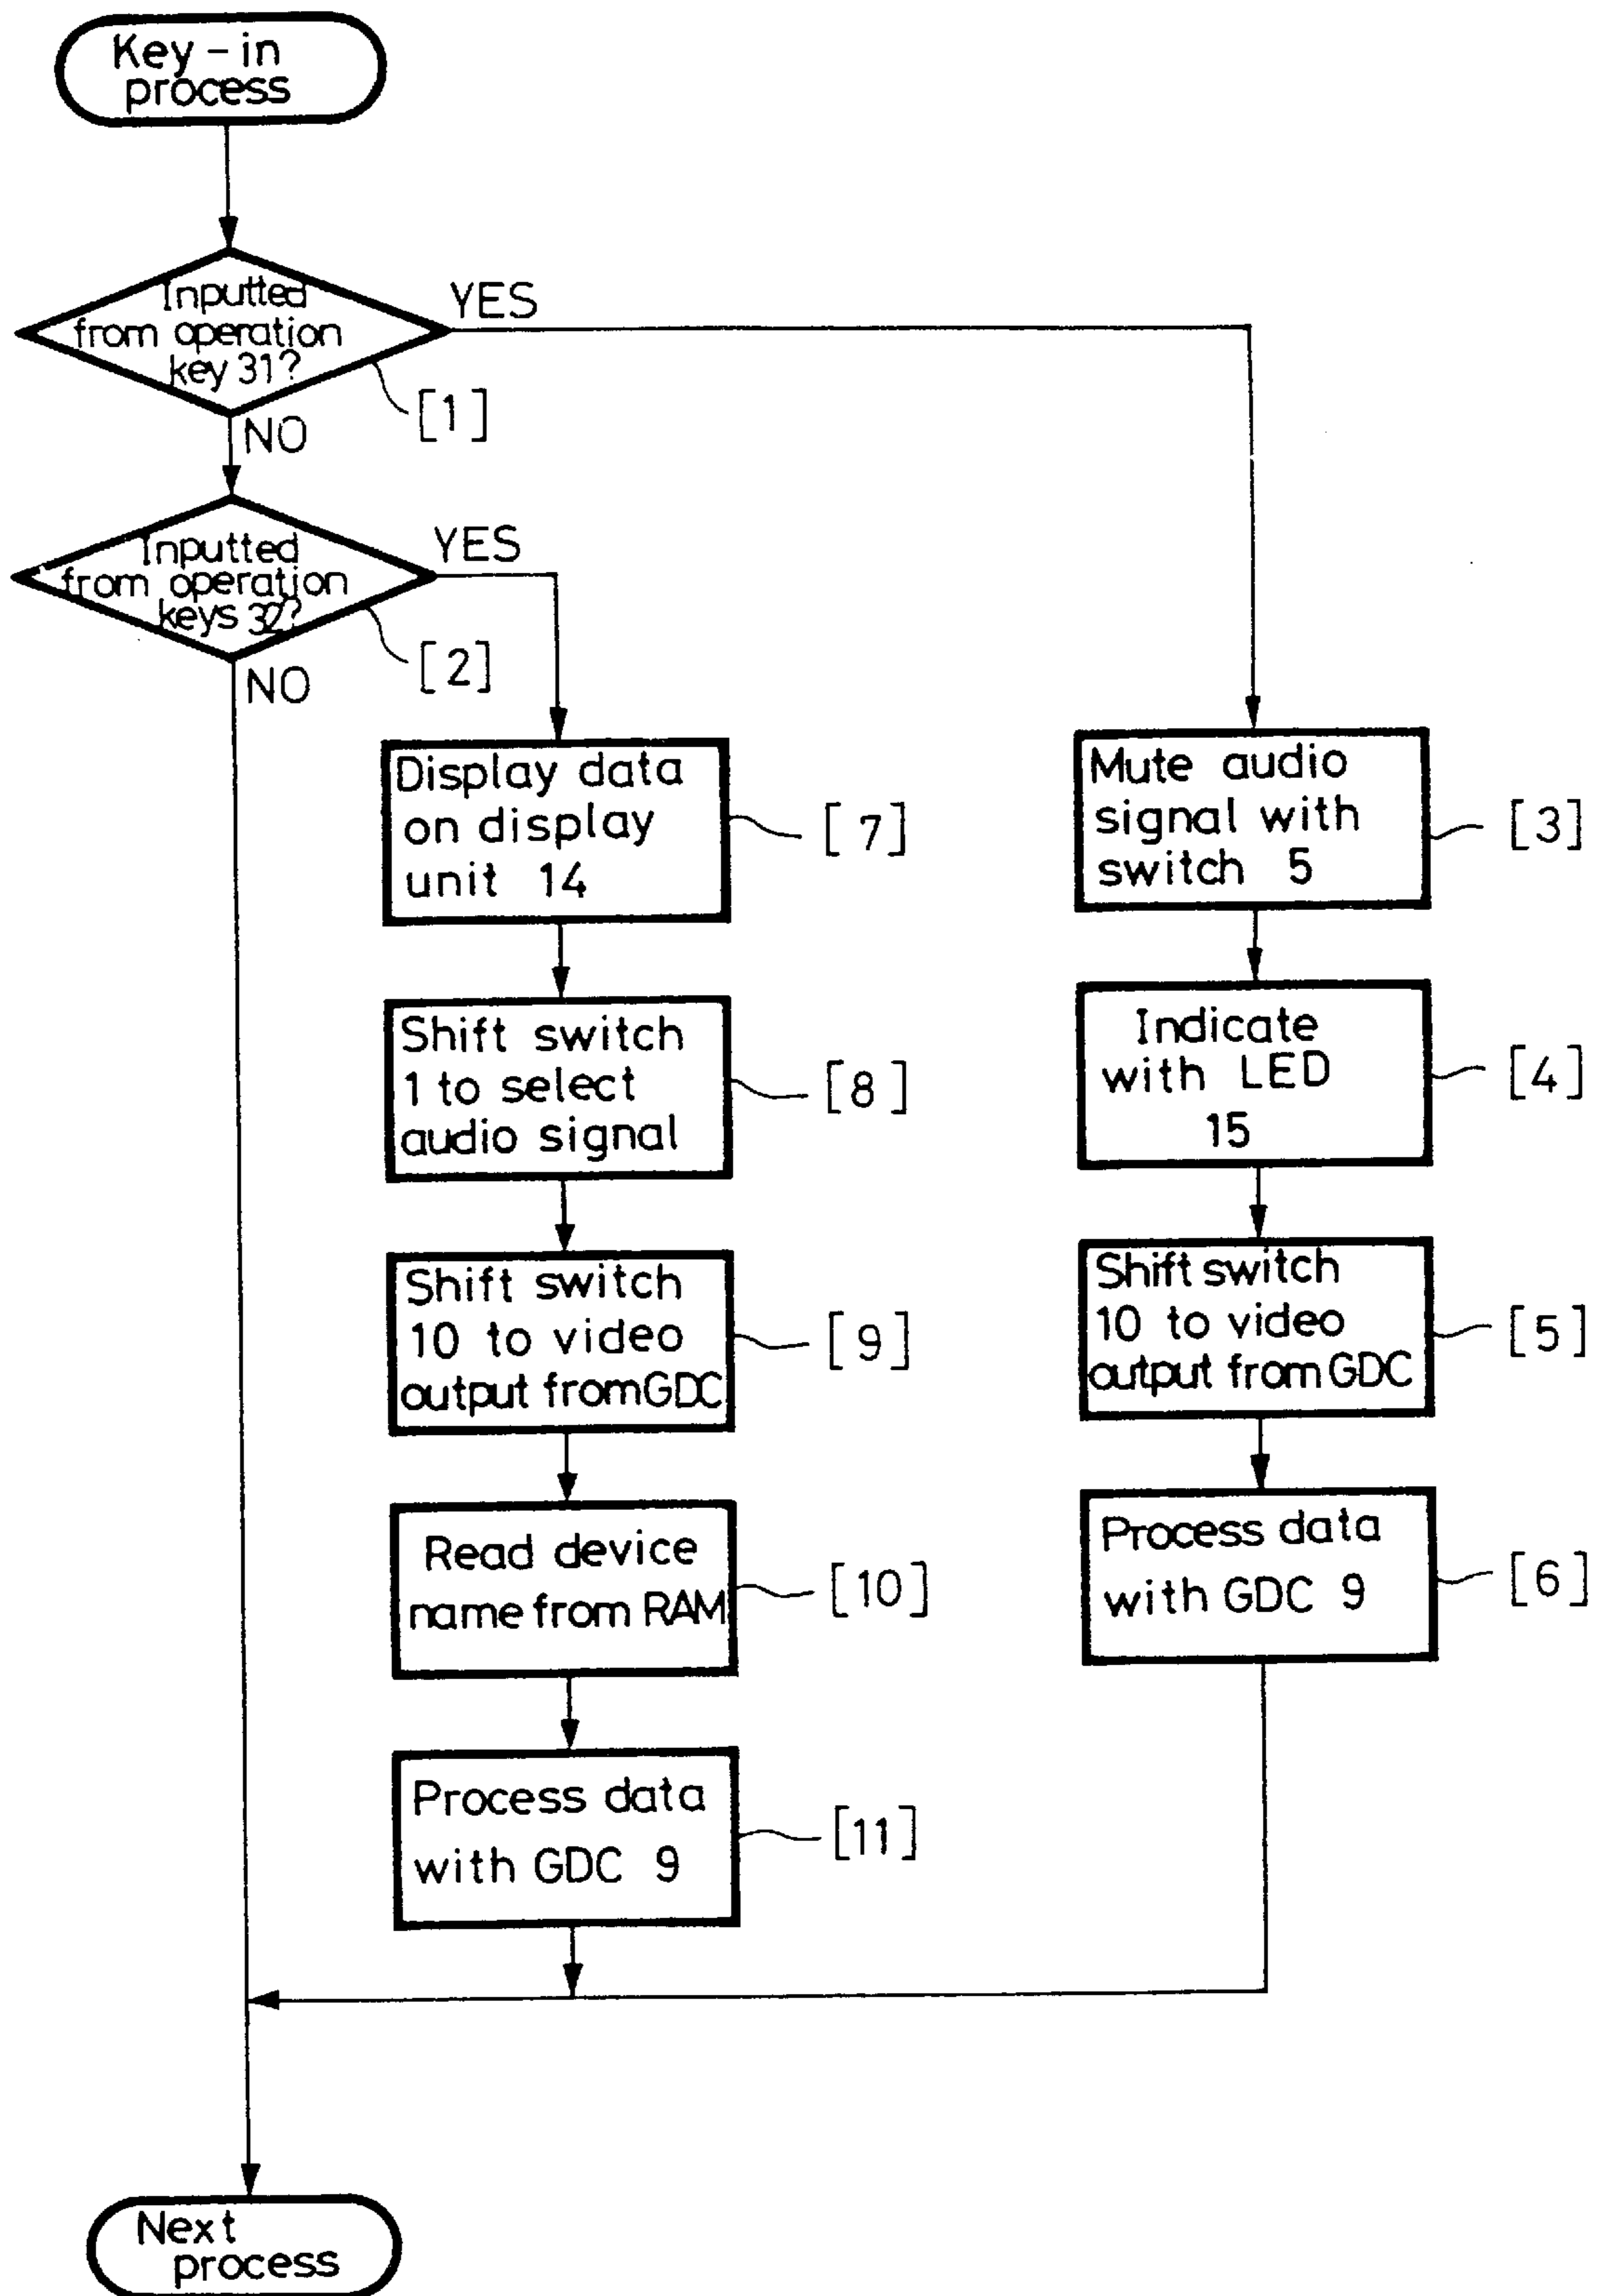 Key-in
process
Inputted
from operation
key 31?
YES
[1]
NO
Inputted
from operation
keys 32?
YES
[2]
NO
Display data
on display
unit 14
[7]
Shift switch
1 to select
audio signal
[8]
Shift switch
10 to video
output from GDC
[9]
Read device
name from RAM
[10]
Process data
with GDC 9
[11]
Mute audio
signal with
switch 5
[3]
Indicate
with LED
15
[4]
Shift switch
10 to video
output from GDC
[5]
Process data
with GDC 9
[6]
Next
process